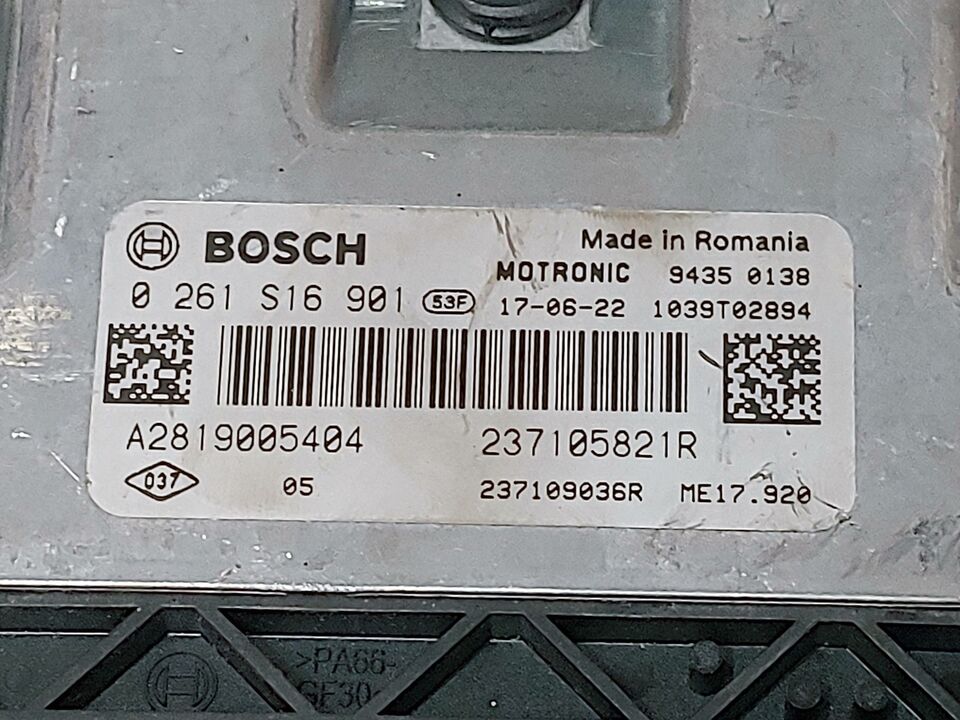 BOSCH Made in Romania
MOTRONIC 9435 0138
0 261 S16 901 53F 17-06-22 1039T02894
A2819005404 237105821R
037 05 237109036R ME17.920
>PA66-
GF30